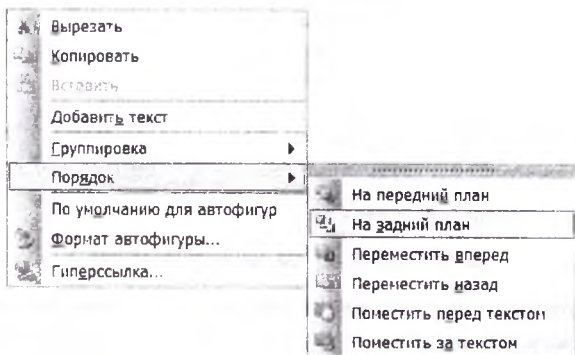 Вырезать
Копировать
Вставить
Добавить текст
Группировка
Порядок
По умолчанию для автофигур
Формат автофигуры...
Гиперссылка...
На передний план
На задний план
Переместить вперед
Переместить назад
Поместить перед текстом
Поместить за текстом